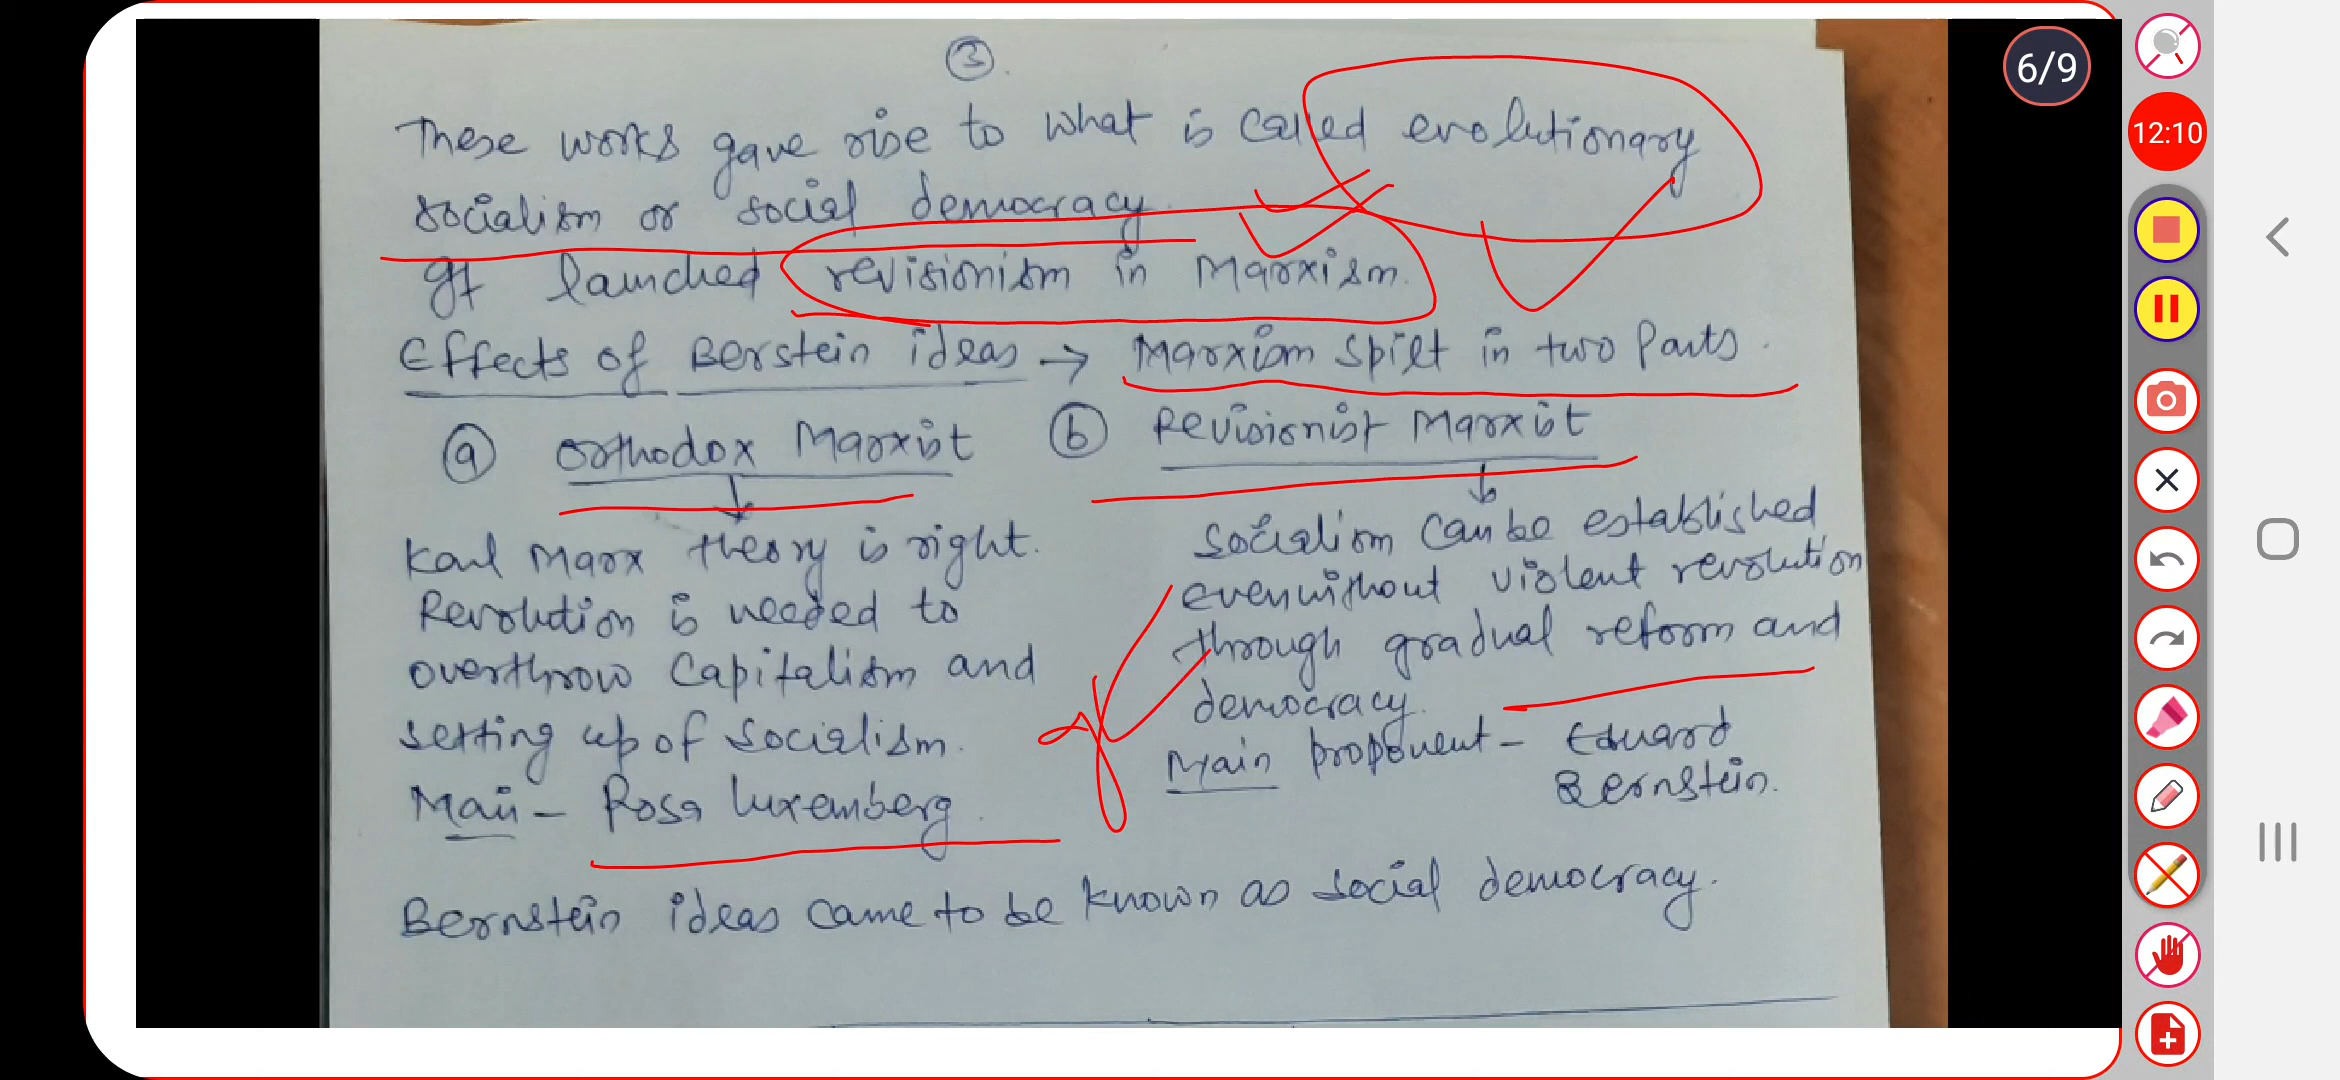 3
6/9
12:10
These works gave rise to what is called evolutionary
socialism or social democracy
It launched revisionism in Marxism.
Effects of Berstein ideas → Marxism spilt in two Parts.
a Orthodox Marxist b Revisionist Marxist
Karl Marx theory is right.
Revolution is needed to
overthrow Capitalism and
setting up of Socialism.
Main - Rosa Luxemberg.
Socialism can be established
even without violent revolution
through gradual reform and
democracy.
Main proponent - Eduard
Bernstein.
Bernstein ideas came to be known as social democracy.